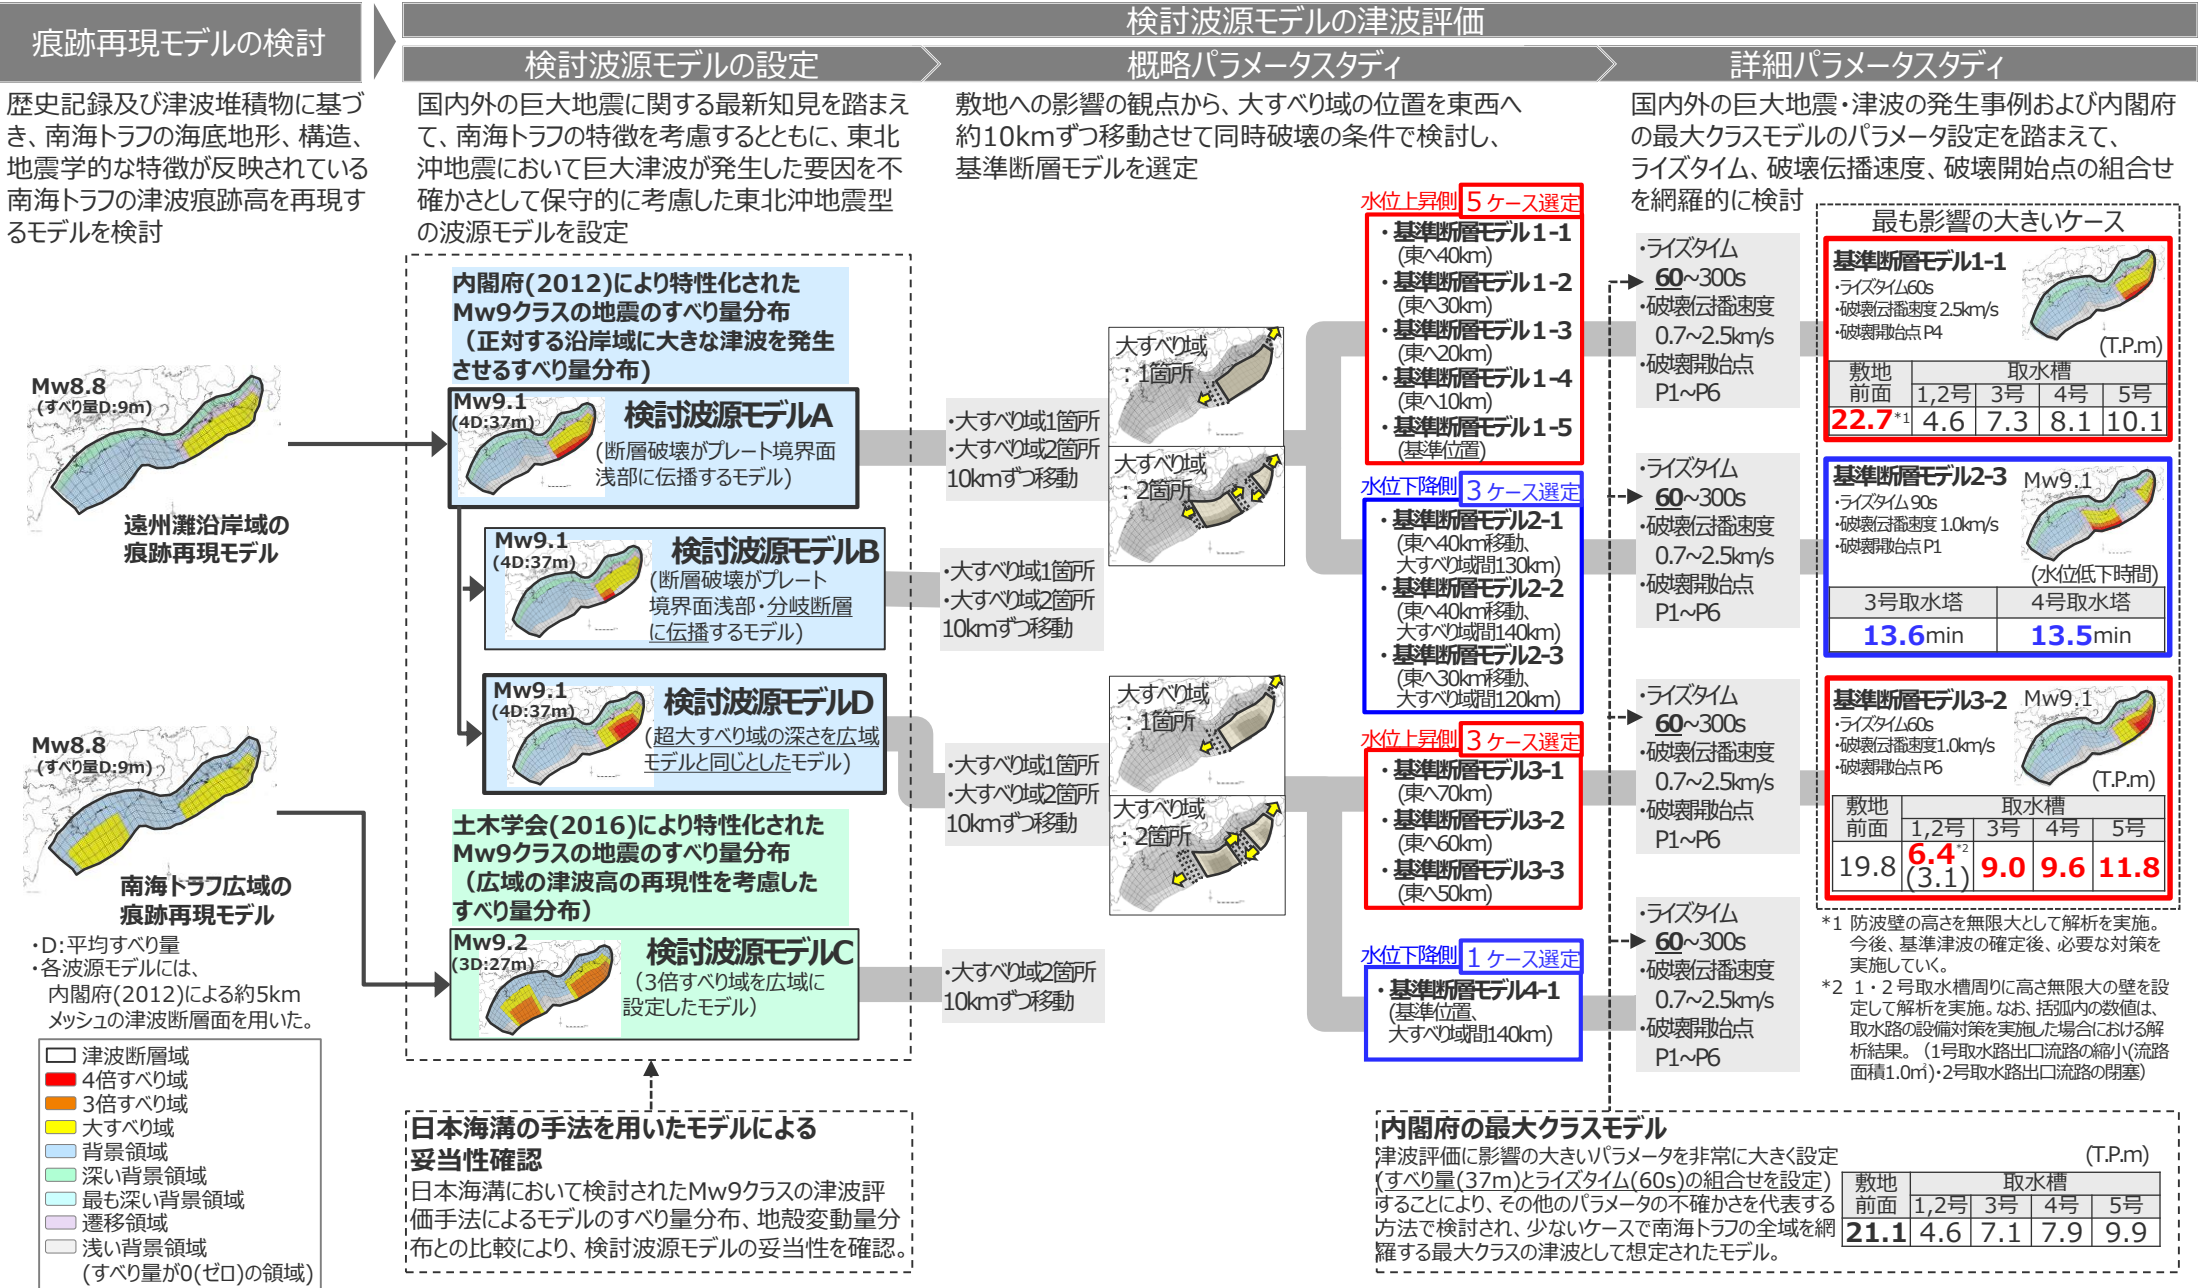 痕跡再現モデルの検討
検討波源モデルの津波評価
検討波源モデルの設定
概略パラメータスタディ
詳細パラメータスタディ
歴史記録及び津波堆積物に基づ
き、南海トラフの海底地形、構造、
地震学的な特徴が反映されている
南海トラフの津波痕跡高を再現す
るモデルを検討
国内外の巨大地震に関する最新知見を踏まえ
て、南海トラフの特徴を考慮するとともに、東北
沖地震において巨大津波が発生した要因を不
確かさとして保守的に考慮した東北沖地震型
の波源モデルを設定
敷地への影響の観点から、大すべり域の位置を東西へ
約10kmずつ移動させて同時破壊の条件で検討し、
基準断層モデルを選定
国内外の巨大地震・津波の発生事例および内閣府
の最大クラスモデルのパラメータ設定を踏まえて、
ライズタイム、破壊伝播速度、破壊開始点の組合せ
を網羅的に検討
Mw8.8
(すべり量D:9m)
遠州灘沿岸域の
痕跡再現モデル
Mw8.8
(すべり量D:9m)
南海トラフ広域の
痕跡再現モデル
・D:平均すべり量
・各波源モデルには、
内閣府(2012)による約5km
メッシュの津波断層面を用いた。
津波断層域
4倍すべり域
3倍すべり域
大すべり域
背景領域
深い背景領域
最も深い背景領域
遷移領域
浅い背景領域
(すべり量が0(ゼロ)の領域)
内閣府(2012)により特性化された
Mw9クラスの地震のすべり量分布
(正対する沿岸域に大きな津波を発生
させるすべり量分布)
Mw9.1
(4D:37m)
検討波源モデルA
(断層破壊がプレート境界面
浅部に伝播するモデル)
Mw9.1
(4D:37m)
検討波源モデルB
(断層破壊がプレート
境界面浅部・分岐断層
に伝播するモデル)
Mw9.1
(4D:37m)
検討波源モデルD
(超大すべり域の深さを広域
モデルと同じとしたモデル)
土木学会(2016)により特性化された
Mw9クラスの地震のすべり量分布
(広域の津波高の再現性を考慮した
すべり量分布)
Mw9.2
(3D:27m)
検討波源モデルC
(3倍すべり域を広域に
設定したモデル)
日本海溝の手法を用いたモデルによる
妥当性確認
日本海溝において検討されたMw9クラスの津波評
価手法によるモデルのすべり量分布、地殻変動量分
布との比較により、検討波源モデルの妥当性を確認。
・大すべり域1箇所
・大すべり域2箇所
10kmずつ移動
・大すべり域1箇所
・大すべり域2箇所
10kmずつ移動
・大すべり域1箇所
・大すべり域2箇所
10kmずつ移動
・大すべり域2箇所
10kmずつ移動
大すべり域
:1箇所
大すべり域
:2箇所
大すべり域
:1箇所
大すべり域
:2箇所
水位上昇側 5ケース選定
・基準断層モデル1-1
(東へ40km)
・基準断層モデル1-2
(東へ30km)
・基準断層モデル1-3
(東へ20km)
・基準断層モデル1-4
(東へ10km)
・基準断層モデル1-5
(基準位置)
水位下降側 3ケース選定
・基準断層モデル2-1
(東へ40km移動、
大すべり域間130km)
・基準断層モデル2-2
(東へ40km移動、
大すべり域間140km)
・基準断層モデル2-3
(東へ30km移動、
大すべり域間120km)
水位上昇側 3ケース選定
・基準断層モデル3-1
(東へ70km)
・基準断層モデル3-2
(東へ60km)
・基準断層モデル3-3
(東へ50km)
水位下降側 1ケース選定
・基準断層モデル4-1
(基準位置、
大すべり域間140km)
・ライズタイム
60~300s
・破壊伝播速度
0.7~2.5km/s
・破壊開始点
P1~P6
・ライズタイム
60~300s
・破壊伝播速度
0.7~2.5km/s
・破壊開始点
P1~P6
・ライズタイム
60~300s
・破壊伝播速度
0.7~2.5km/s
・破壊開始点
P1~P6
・ライズタイム
60~300s
・破壊伝播速度
0.7~2.5km/s
・破壊開始点
P1~P6
最も影響の大きいケース
基準断層モデル1-1
・ライズタイム60s
・破壊伝播速度 2.5km/s
・破壊開始点 P4
(T.P.m)
敷地前面 取水槽
1,2号 3号 4号 5号
22.7*1 4.6 7.3 8.1 10.1
基準断層モデル2-3 Mw9.1
・ライズタイム 90s
・破壊伝播速度 1.0km/s
・破壊開始点 P1
(水位低下時間)
3号取水塔 4号取水塔
13.6min 13.5min
基準断層モデル3-2 Mw9.1
・ライズタイム60s
・破壊伝播速度1.0km/s
・破壊開始点 P6
(T.P.m)
敷地前面 取水槽
1,2号 3号 4号 5号
19.8 6.4*2 (3.1) 9.0 9.6 11.8
*1 防波壁の高さを無限大として解析を実施。
今後、基準津波の確定後、必要な対策を
実施していく。
*2 1・2号取水槽周りに高さ無限大の壁を設
定して解析を実施。なお、括弧内の数値は、
取水路の設備対策を実施した場合における解
析結果。(1号取水路出口流路の縮小(流路
面積1.0㎡)・2号取水路出口流路の閉塞)
内閣府の最大クラスモデル
津波評価に影響の大きいパラメータを非常に大きく設定
(すべり量(37m)とライズタイム(60s)の組合せを設定)
することにより、その他のパラメータの不確かさを代表する
方法で検討され、少ないケースで南海トラフの全域を網
羅する最大クラスの津波として想定されたモデル。
(T.P.m)
敷地前面 取水槽
1,2号 3号 4号 5号
21.1 4.6 7.1 7.9 9.9